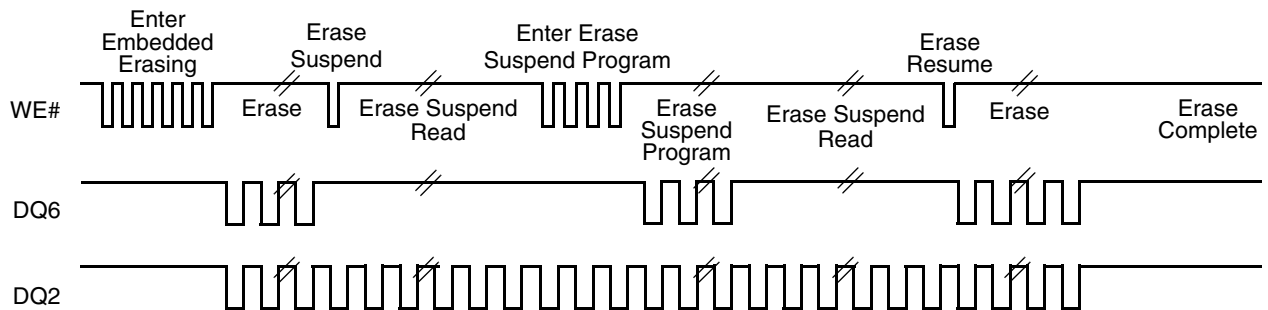 Enter
Embedded
Erasing
Erase
Suspend
Enter Erase
Suspend Program
Erase
Resume
WE#
Erase
Erase Suspend
Read
Erase
Suspend
Program
Erase Suspend
Read
Erase
Erase
Complete
DQ6
DQ2